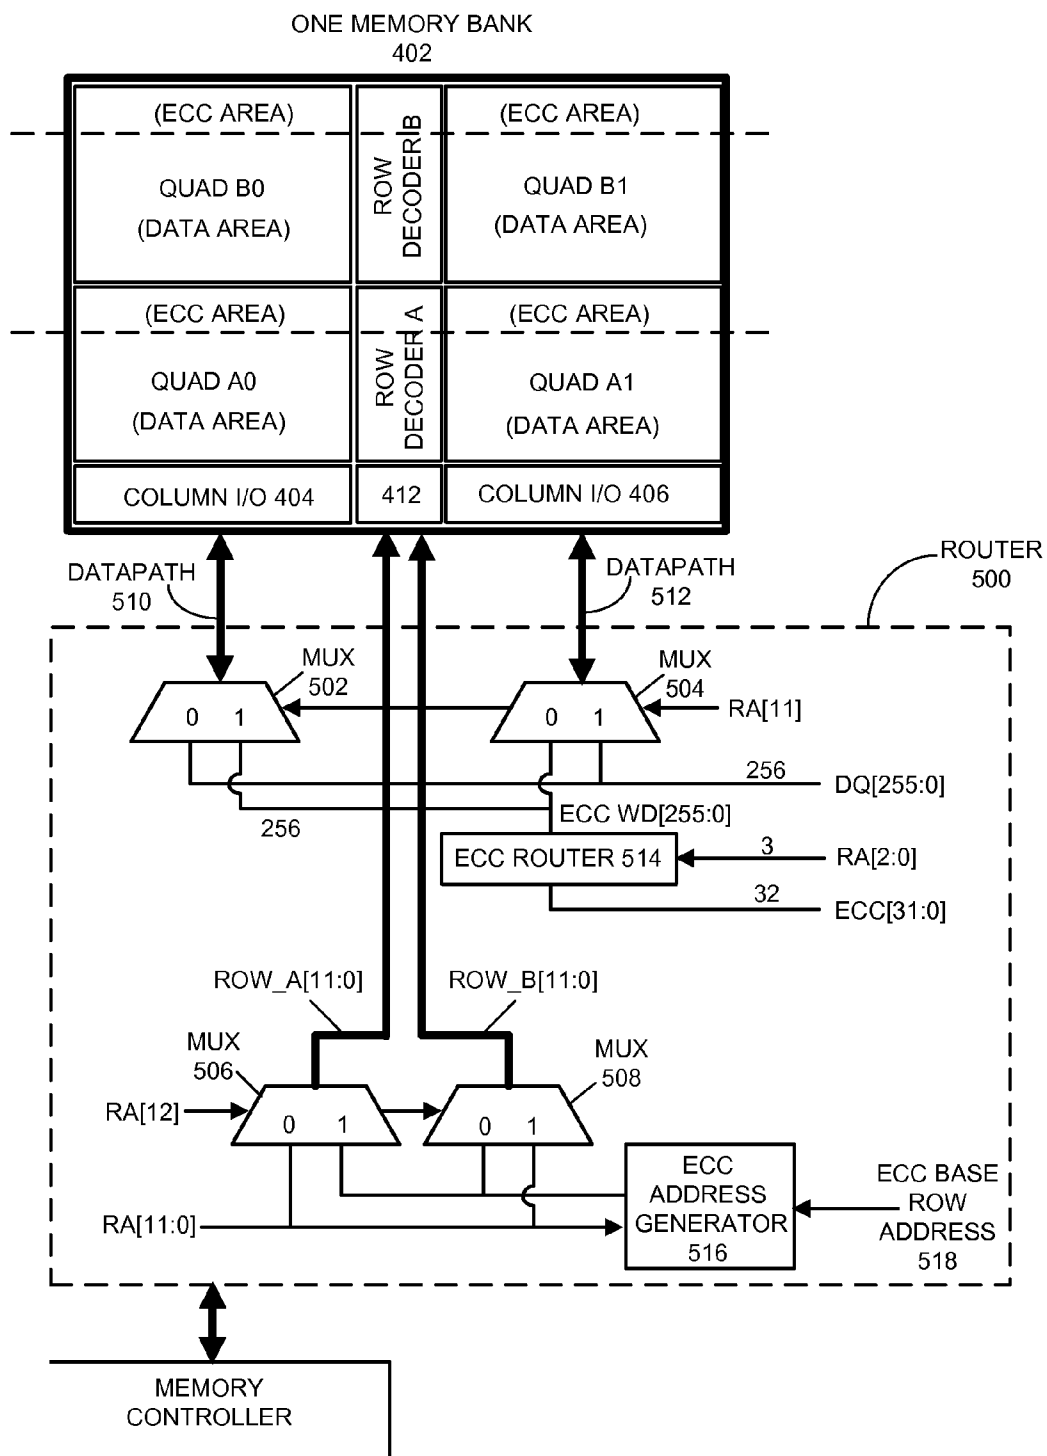 ONE MEMORY BANK
402
(ECC AREA)
QUAD B0
(DATA AREA)
ROW
DECODER B
(ECC AREA)
QUAD B1
(DATA AREA)
(ECC AREA)
QUAD A0
(DATA AREA)
ROW
DECODER A
(ECC AREA)
QUAD A1
(DATA AREA)
COLUMN I/O 404
412
COLUMN I/O 406
DATAPATH
510
DATAPATH
512
ROUTER
500
MUX
502
0 1
MUX
504
0 1
RA[11]
256
DQ[255:0]
256
ECC WD[255:0]
ECC ROUTER 514
3
RA[2:0]
32
ECC[31:0]
ROW_A[11:0]
ROW_B[11:0]
MUX
506
MUX
508
RA[12]
0 1
0 1
RA[11:0]
ECC
ADDRESS
GENERATOR
516
ECC BASE
ROW
ADDRESS
518
MEMORY
CONTROLLER